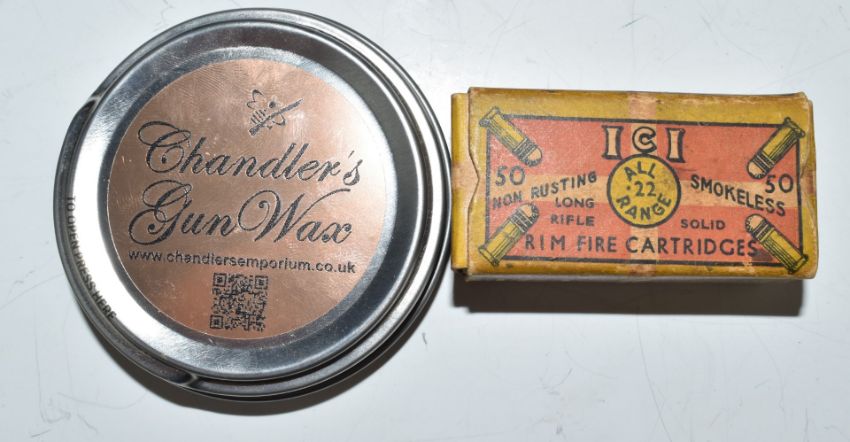 Chandler's
Gun Wax
www.chandlersemporium.co.uk
TO OPEN PRESS HERE
ICI
50 ALL 50
NON RUSTING .22 SMOKELESS
LONG RANGE
RIFLE SOLID
RIM FIRE CARTRIDGES